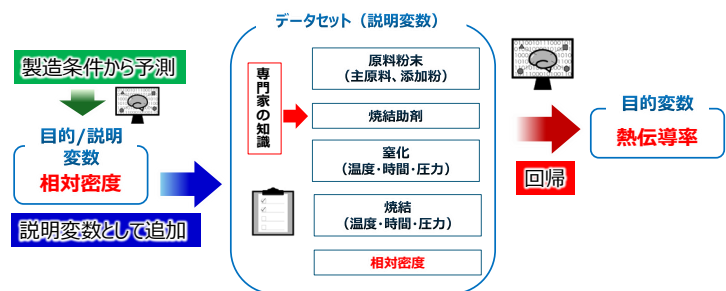 製造条件から予測
目的/説明
変数
相対密度
説明変数として追加
データセット（説明変数）
専門家の知識
原料粉末
（主原料、添加粉）
焼結助剤
窒化
（温度・時間・圧力）
焼結
（温度・時間・圧力）
相対密度
回帰
目的変数
熱伝導率